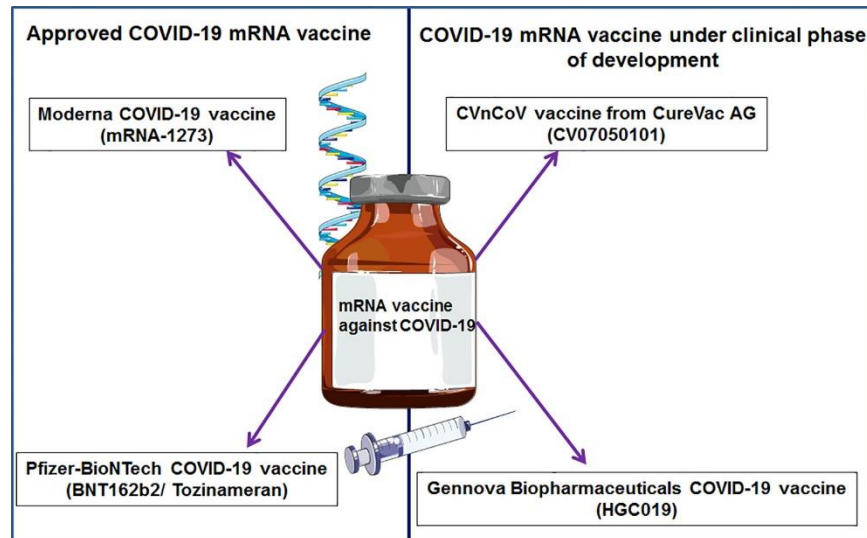 Approved COVID-19 mRNA vaccine
COVID-19 mRNA vaccine under clinical phase
of development
Moderna COVID-19 vaccine
(mRNA-1273)
CVnCoV vaccine from CureVac AG
(CV07050101)
mRNA vaccine
against COVID-19
Pfizer-BioNTech COVID-19 vaccine
(BNT162b2/ Tozinameran)
Gennova Biopharmaceuticals COVID-19 vaccine
(HGC019)